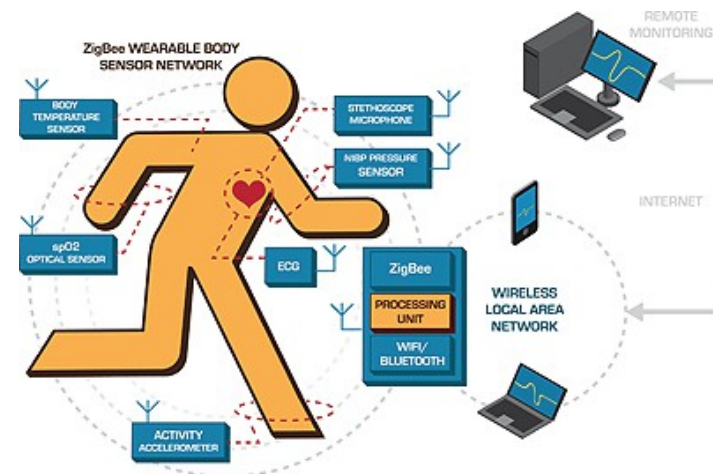 REMOTE
MONITORING
ZigBee WEARABLE BODY
SENSOR NETWORK
BODY
TEMPERATURE
SENSOR
STETHOSCOPE
MICROPHONE
NIBP PRESSURE
SENSOR
INTERNET
spO2
OPTICAL SENSOR
ECG
ZigBee
PROCESSING
UNIT
WIFI/
BLUETOOTH
WIRELESS
LOCAL AREA
NETWORK
ACTIVITY
ACCELEROMETER